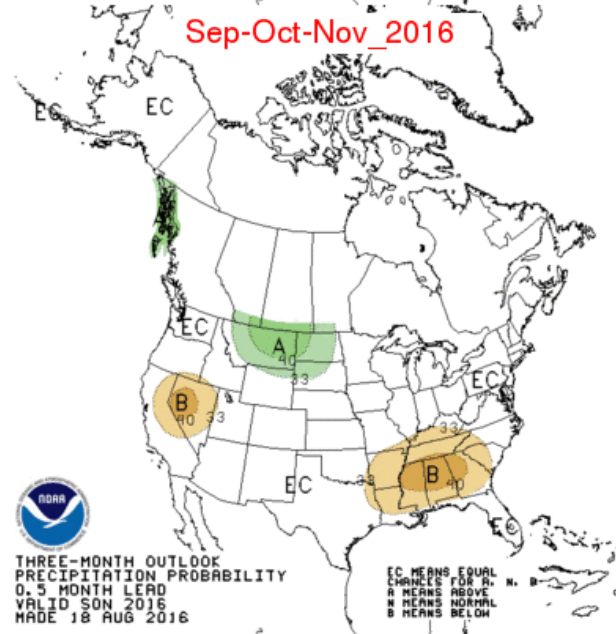 Sep-Oct-Nov_2016
EC
EC
EC
A
40
33
B
40
33
EC
33
33
B
40
EC
NOAA
THREE-MONTH OUTLOOK
PRECIPITATION PROBABILITY
0.5 MONTH LEAD
VALID SON 2016
MADE 18 AUG 2016
EC MEANS EQUAL
CHANCES FOR A, N, B
A MEANS ABOVE
N MEANS NORMAL
B MEANS BELOW